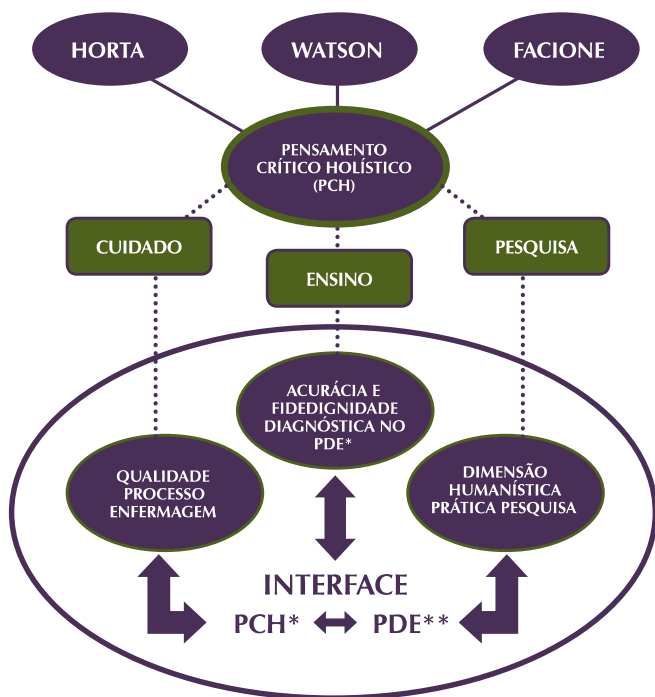 HORTA
WATSON
FACIONE
PENSAMENTO
CRÍTICO HOLÍSTICO
(PCH)
CUIDADO
ENSINO
PESQUISA
ACURÁCIA E
FIDEDIGNIDADE
DIAGNÓSTICA NO
PDE*
QUALIDADE
PROCESSO
ENFERMAGEM
DIMENSÃO
HUMANÍSTICA
PRÁTICA PESQUISA
INTERFACE
PCH* PDE**